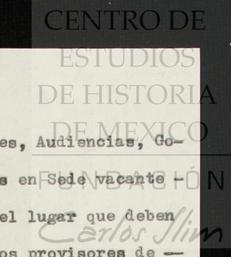 CENTRO DE
ESTUDIOS
DE HISTORIA
DE MEXICO
es, Audiencias, Go-
s en Sede vacante -
FUNDACIÓN
el lugar que deben
Carlos Slim
os provisores de -